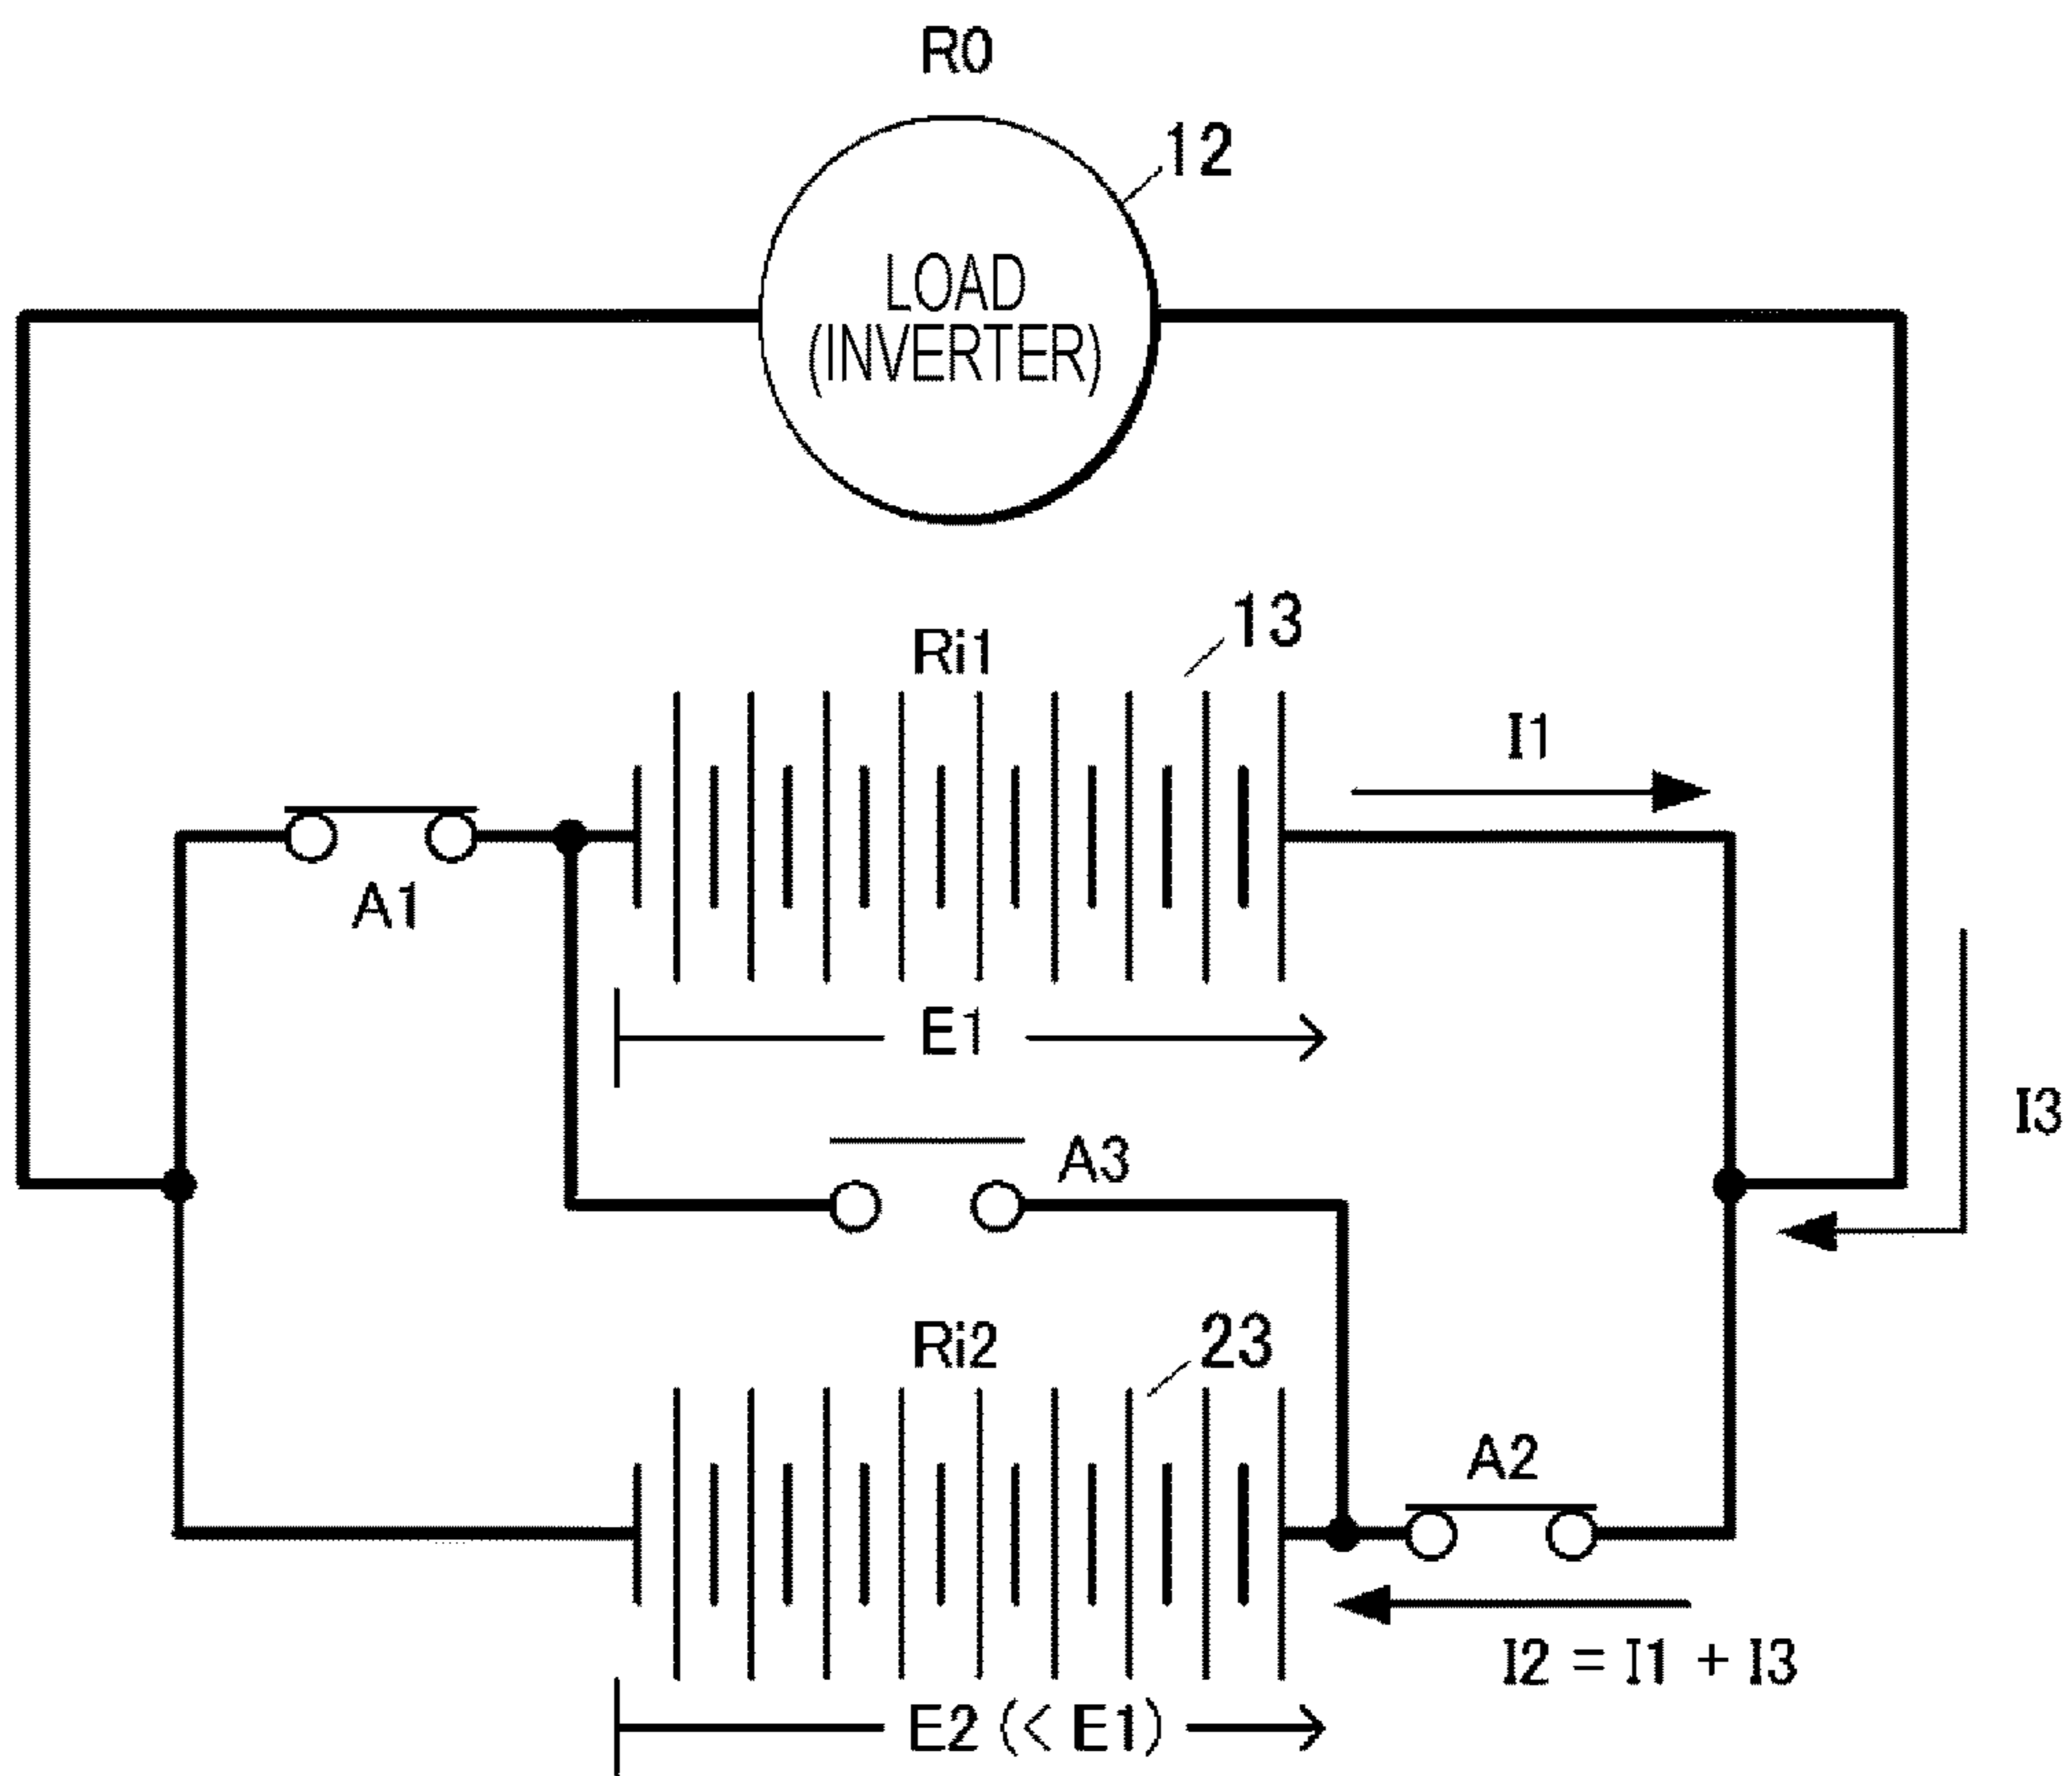 R0
12
LOAD
(INVERTER)
Ri1
13
I1
A1
E1
A3
I3
Ri2
23
A2
I2 = I1 + I3
E2 (< E1)